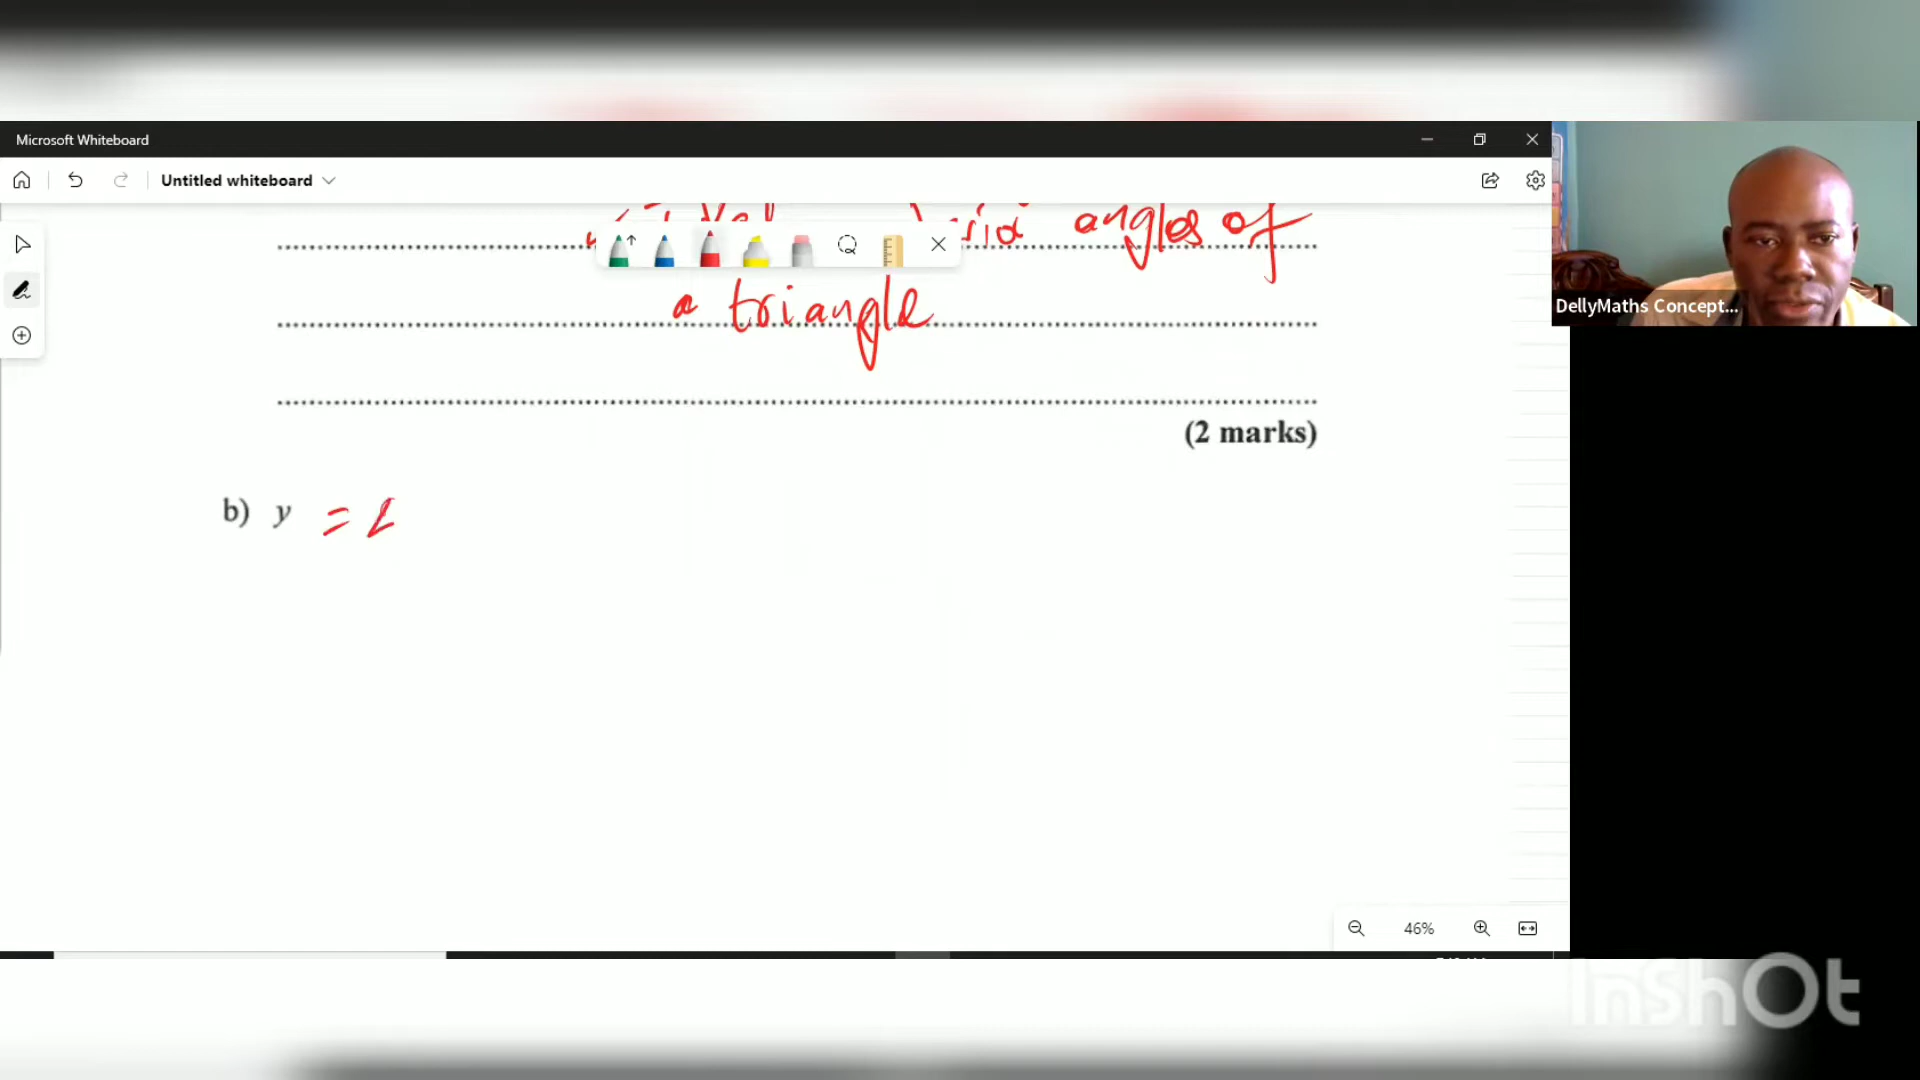 Microsoft Whiteboard
Untitled whiteboard
angles of
a triangle
(2 marks)
b) y = ∠
DellyMaths Concept...
46%
InShOt